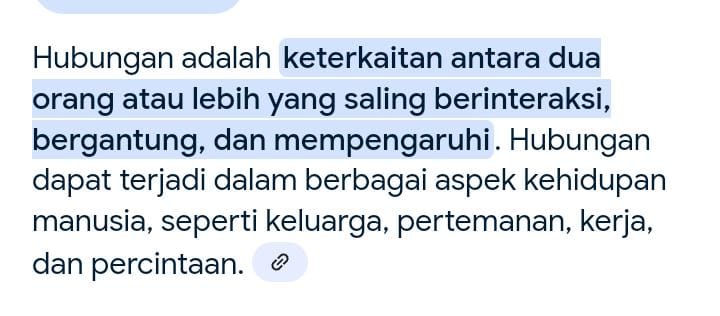 Hubungan adalah keterkaitan antara dua
orang atau lebih yang saling berinteraksi,
bergantung, dan mempengaruhi. Hubungan
dapat terjadi dalam berbagai aspek kehidupan
manusia, seperti keluarga, pertemanan, kerja,
dan percintaan.